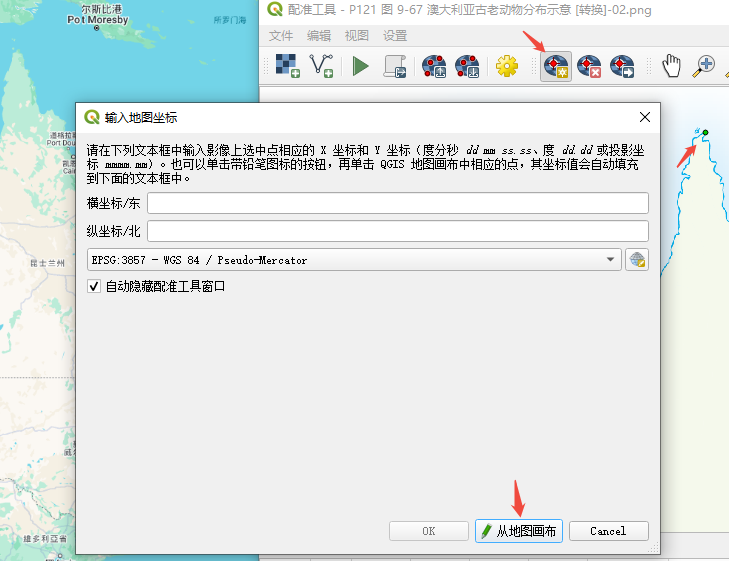 尔斯比港
Port Moresby
所罗门海
配准工具 - P121 图 9-67 澳大利亚古老动物分布示意 [转换]-02.png
文件 编辑 视图 设置
输入地图坐标
请在下列文本框中输入影像上选中点相应的 X 坐标和 Y 坐标（度分秒 dd mm ss.ss、度 dd.dd 或投影坐
标 mmmm.mm）。也可以单击带铅笔图标的按钮，再单击 QGIS 地图画布中相应的点，其坐标值会自动填充
到下面的文本框中。
横坐标/东
纵坐标/北
EPSG:3857 - WGS 84 / Pseudo-Mercator
自动隐藏配准工具窗口
昆士兰州
OK
从地图画布
Cancel